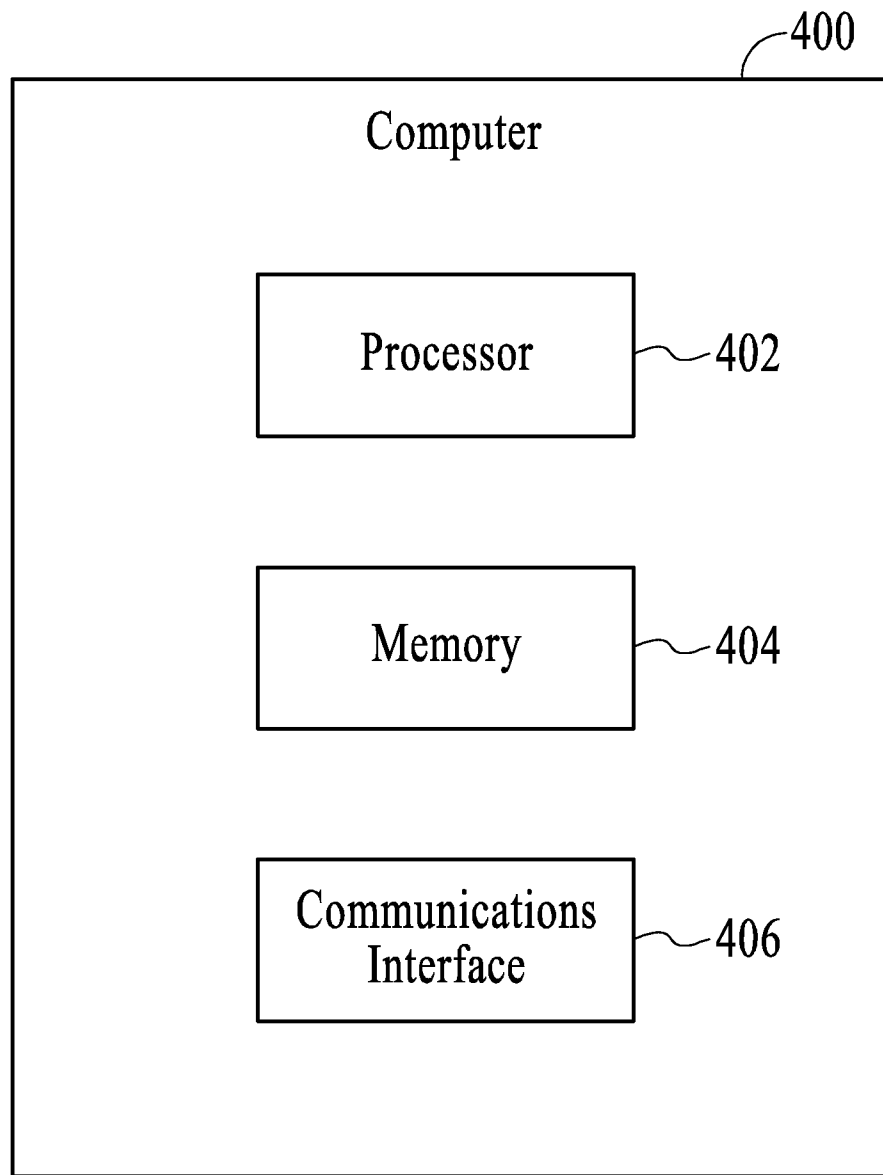 400
Computer
Processor
402
Memory
404
Communications
Interface
406